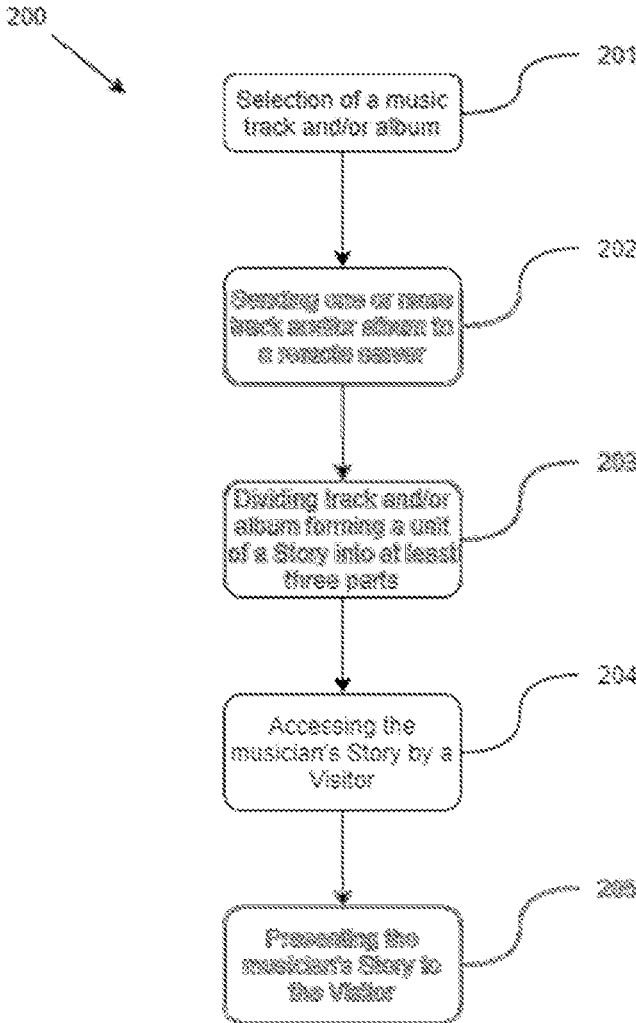 200
201
Selection of a music
track and/or album
202
Sending one or more
track and/or album to
a remote server
203
Dividing track and/or
album forming a unit
of a Story into at least
three parts
204
Accessing the
musician's Story by a
Visitor
205
Presenting the
musician's Story to
the Visitor